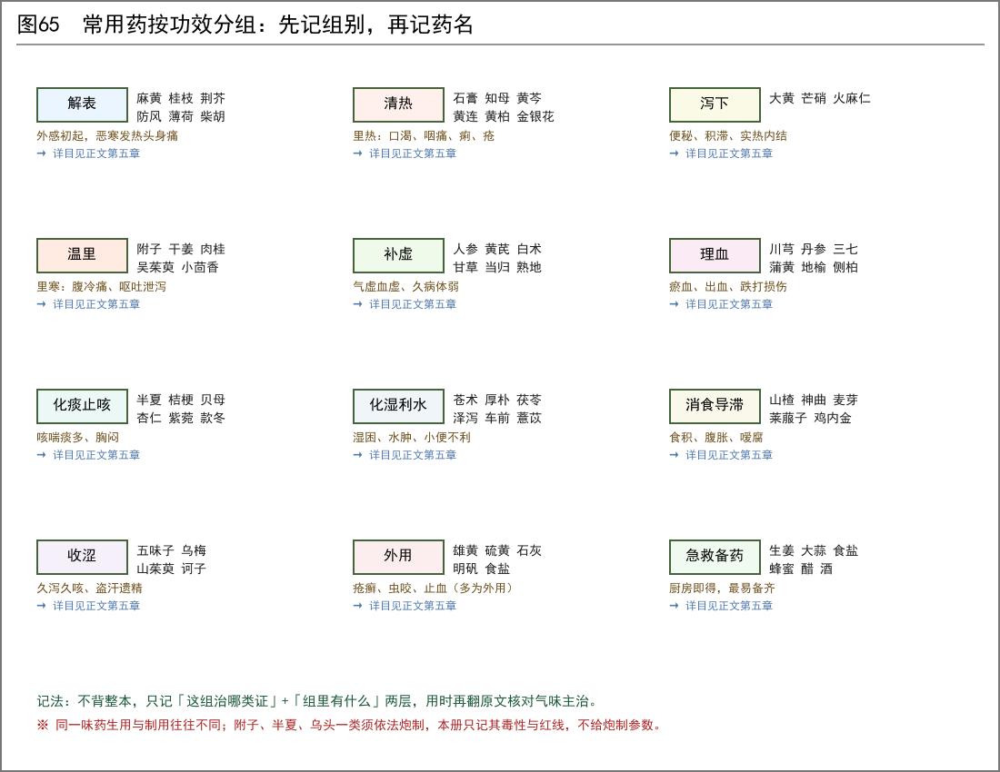 图65 常用药按功效分组：先记组别，再记药名
解表
麻黄 桂枝 荆芥
防风 薄荷 柴胡
外感初起，恶寒发热头身痛
→ 详目见正文第五章
清热
石膏 知母 黄芩
黄连 黄柏 金银花
里热：口渴、咽痛、痢、疮
→ 详目见正文第五章
泻下
大黄 芒硝 火麻仁
便秘、积滞、实热内结
→ 详目见正文第五章
温里
附子 干姜 肉桂
吴茱萸 小茴香
里寒：腹冷痛、呕吐泄泻
→ 详目见正文第五章
补虚
人参 黄芪 白术
甘草 当归 熟地
气虚血虚、久病体弱
→ 详目见正文第五章
理血
川芎 丹参 三七
蒲黄 地榆 侧柏
瘀血、出血、跌打损伤
→ 详目见正文第五章
化痰止咳
半夏 桔梗 贝母
杏仁 紫菀 款冬
咳喘痰多、胸闷
→ 详目见正文第五章
化湿利水
苍术 厚朴 茯苓
泽泻 车前 薏苡
湿困、水肿、小便不利
→ 详目见正文第五章
消食导滞
山楂 神曲 麦芽
莱菔子 鸡内金
食积、腹胀、嗳腐
→ 详目见正文第五章
收涩
五味子 乌梅
山茱萸 诃子
久泻久咳、盗汗遗精
→ 详目见正文第五章
外用
雄黄 硫黄 石灰
明矾 食盐
疮癣、虫咬、止血（多为外用）
→ 详目见正文第五章
急救备药
生姜 大蒜 食盐
蜂蜜 醋 酒
厨房即得，最易备齐
→ 详目见正文第五章
记法：不背整本，只记「这组治哪类证」+「组里有什么」两层，用时再翻原文核对气味主治。
※ 同一味药生用与制用往往不同；附子、半夏、乌头一类须依法炮制，本册只记其毒性与红线，不给炮制参数。